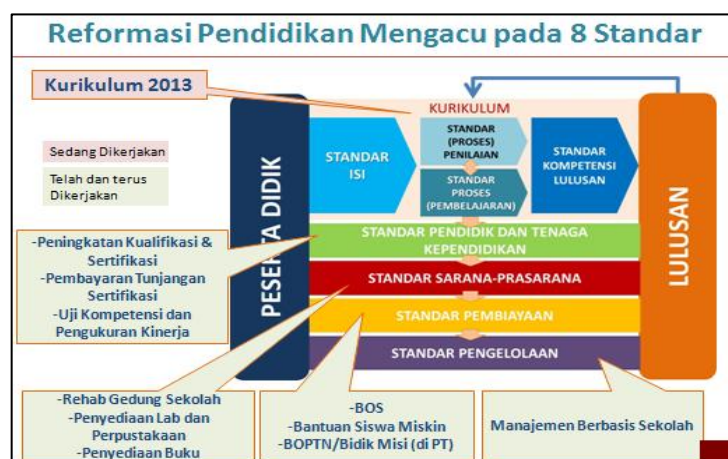 Reformasi Pendidikan Mengacu pada 8 Standar
Kurikulum 2013
Sedang Dikerjakan
Telah dan terus
Dikerjakan
PESERTA DIDIK
KURIKULUM
STANDAR
ISI
STANDAR
(PROSES)
PENILAIAN
STANDAR
PROSES
(PEMBELAJARAN)
STANDAR
KOMPETENSI
LULUSAN
LULUSAN
STANDAR PENDIDIK DAN TENAGA
KEPENDIDIKAN
STANDAR SARANA-PRASARANA
STANDAR PEMBIAYAAN
STANDAR PENGELOLAAN
-Peningkatan Kualifikasi &
Sertifikasi
-Pembayaran Tunjangan
Sertifikasi
-Uji Kompetensi dan
Pengukuran Kinerja
-Rehab Gedung Sekolah
-Penyediaan Lab dan
Perpustakaan
-Penyediaan Buku
-BOS
-Bantuan Siswa Miskin
-BOPTN/Bidik Misi (di PT)
Manajemen Berbasis Sekolah